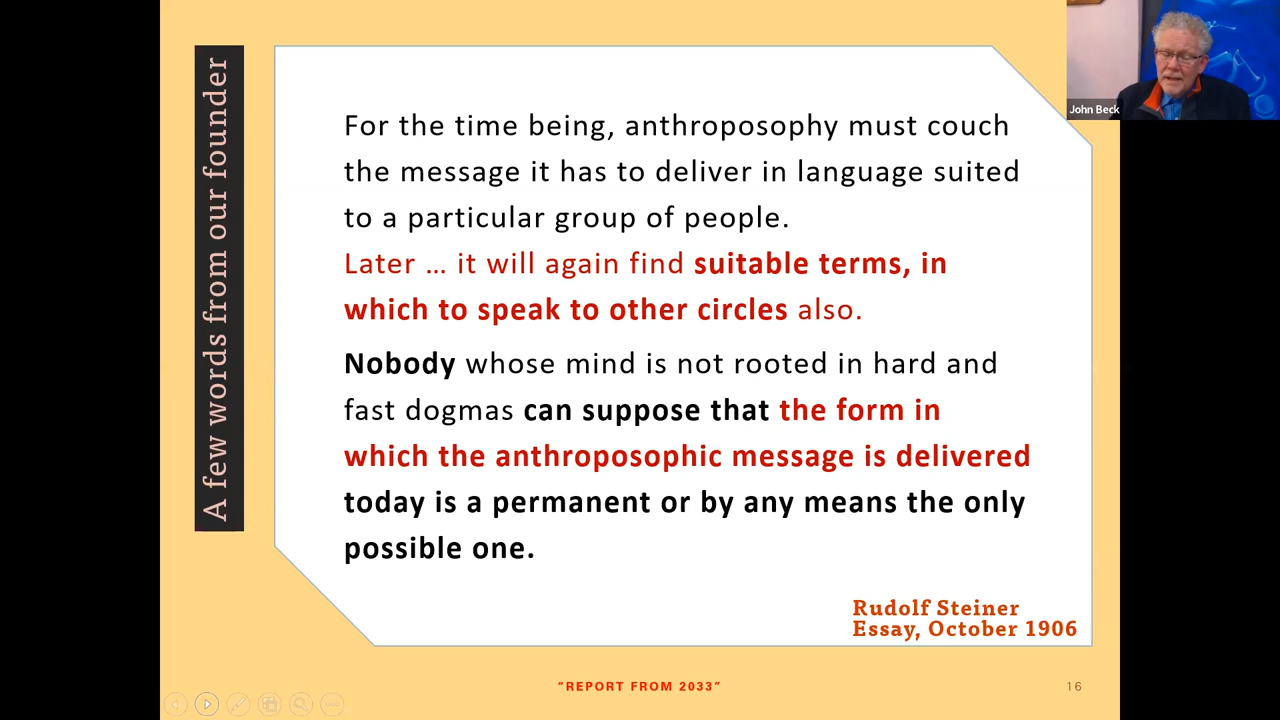 A few words from our founder
For the time being, anthroposophy must couch
the message it has to deliver in language suited
to a particular group of people.
Later … it will again find suitable terms, in
which to speak to other circles also.
Nobody whose mind is not rooted in hard and
fast dogmas can suppose that the form in
which the anthroposophic message is delivered
today is a permanent or by any means the only
possible one.
Rudolf Steiner
Essay, October 1906
"REPORT FROM 2033"
16
John Beck